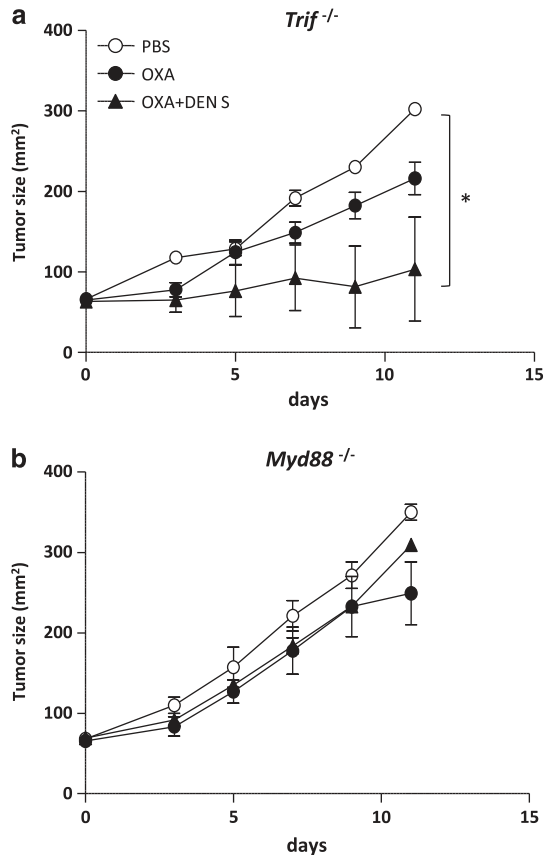 a
Trif -/-
400
300
200
100
0
Tumor size (mm²)
PBS
OXA
OXA+DEN S
*
0 5 10 15
days
b
Myd88 -/-
400
300
200
100
0
Tumor size (mm²)
0 5 10 15
days